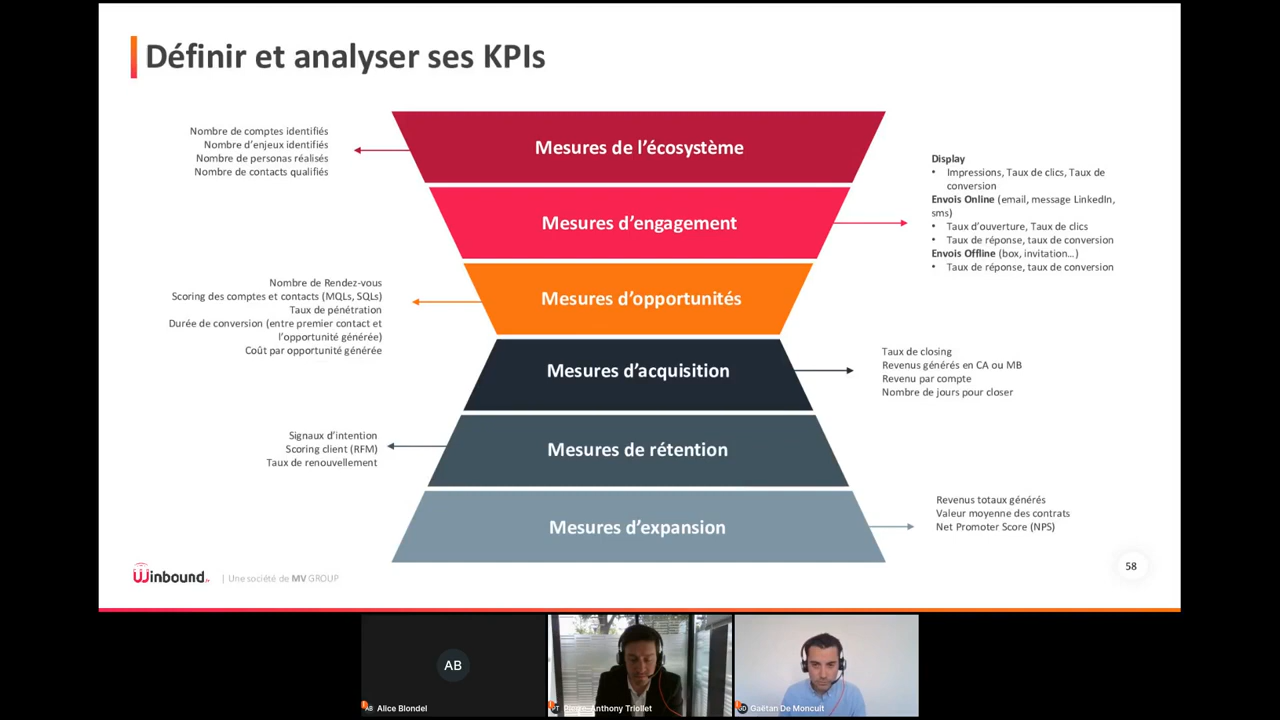 Définir et analyser ses KPIs
Nombre de comptes identifiés
Nombre d'enjeux identifiés
Nombre de personas réalisés
Nombre de contacts qualifiés
Mesures de l'écosystème
Display
• Impressions, Taux de clics, Taux de
conversion
Envois Online (email, message LinkedIn,
sms)
• Taux d'ouverture, Taux de clics
• Taux de réponse, taux de conversion
Envois Offline (box, invitation…)
• Taux de réponse, taux de conversion
Mesures d'engagement
Nombre de Rendez-vous
Scoring des comptes et contacts (MQLs, SQLs)
Taux de pénétration
Durée de conversion (entre premier contact et
l'opportunité générée)
Coût par opportunité générée
Mesures d'opportunités
Mesures d'acquisition
Taux de closing
Revenus générés en CA ou MB
Revenu par compte
Nombre de jours pour closer
Signaux d'intention
Scoring client (RFM)
Taux de renouvellement
Mesures de rétention
Mesures d'expansion
Revenus totaux générés
Valeur moyenne des contrats
Net Promoter Score (NPS)
Winbound | Une société de MV GROUP
58
AB
Alice Blondel
Pierre-Anthony Triollet
Gaëtan De Moncuit